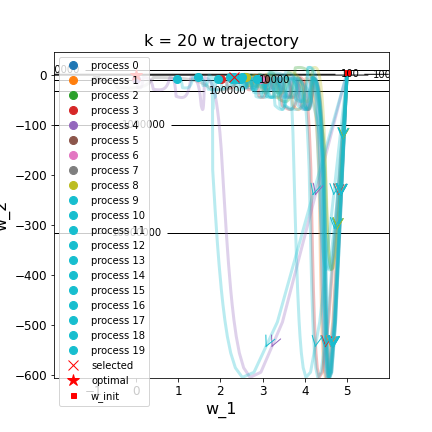 k = 20 w trajectory
process 0
process 1
process 2
process 3
process 4
process 5
process 6
process 7
process 8
process 9
process 10
process 11
process 12
process 13
process 14
process 15
process 16
process 17
process 18
process 19
selected
optimal
w_init
100
10000
100000
0
−100
−200
−300
−400
−500
−600
0 1 2 3 4 5
w_1
w_2